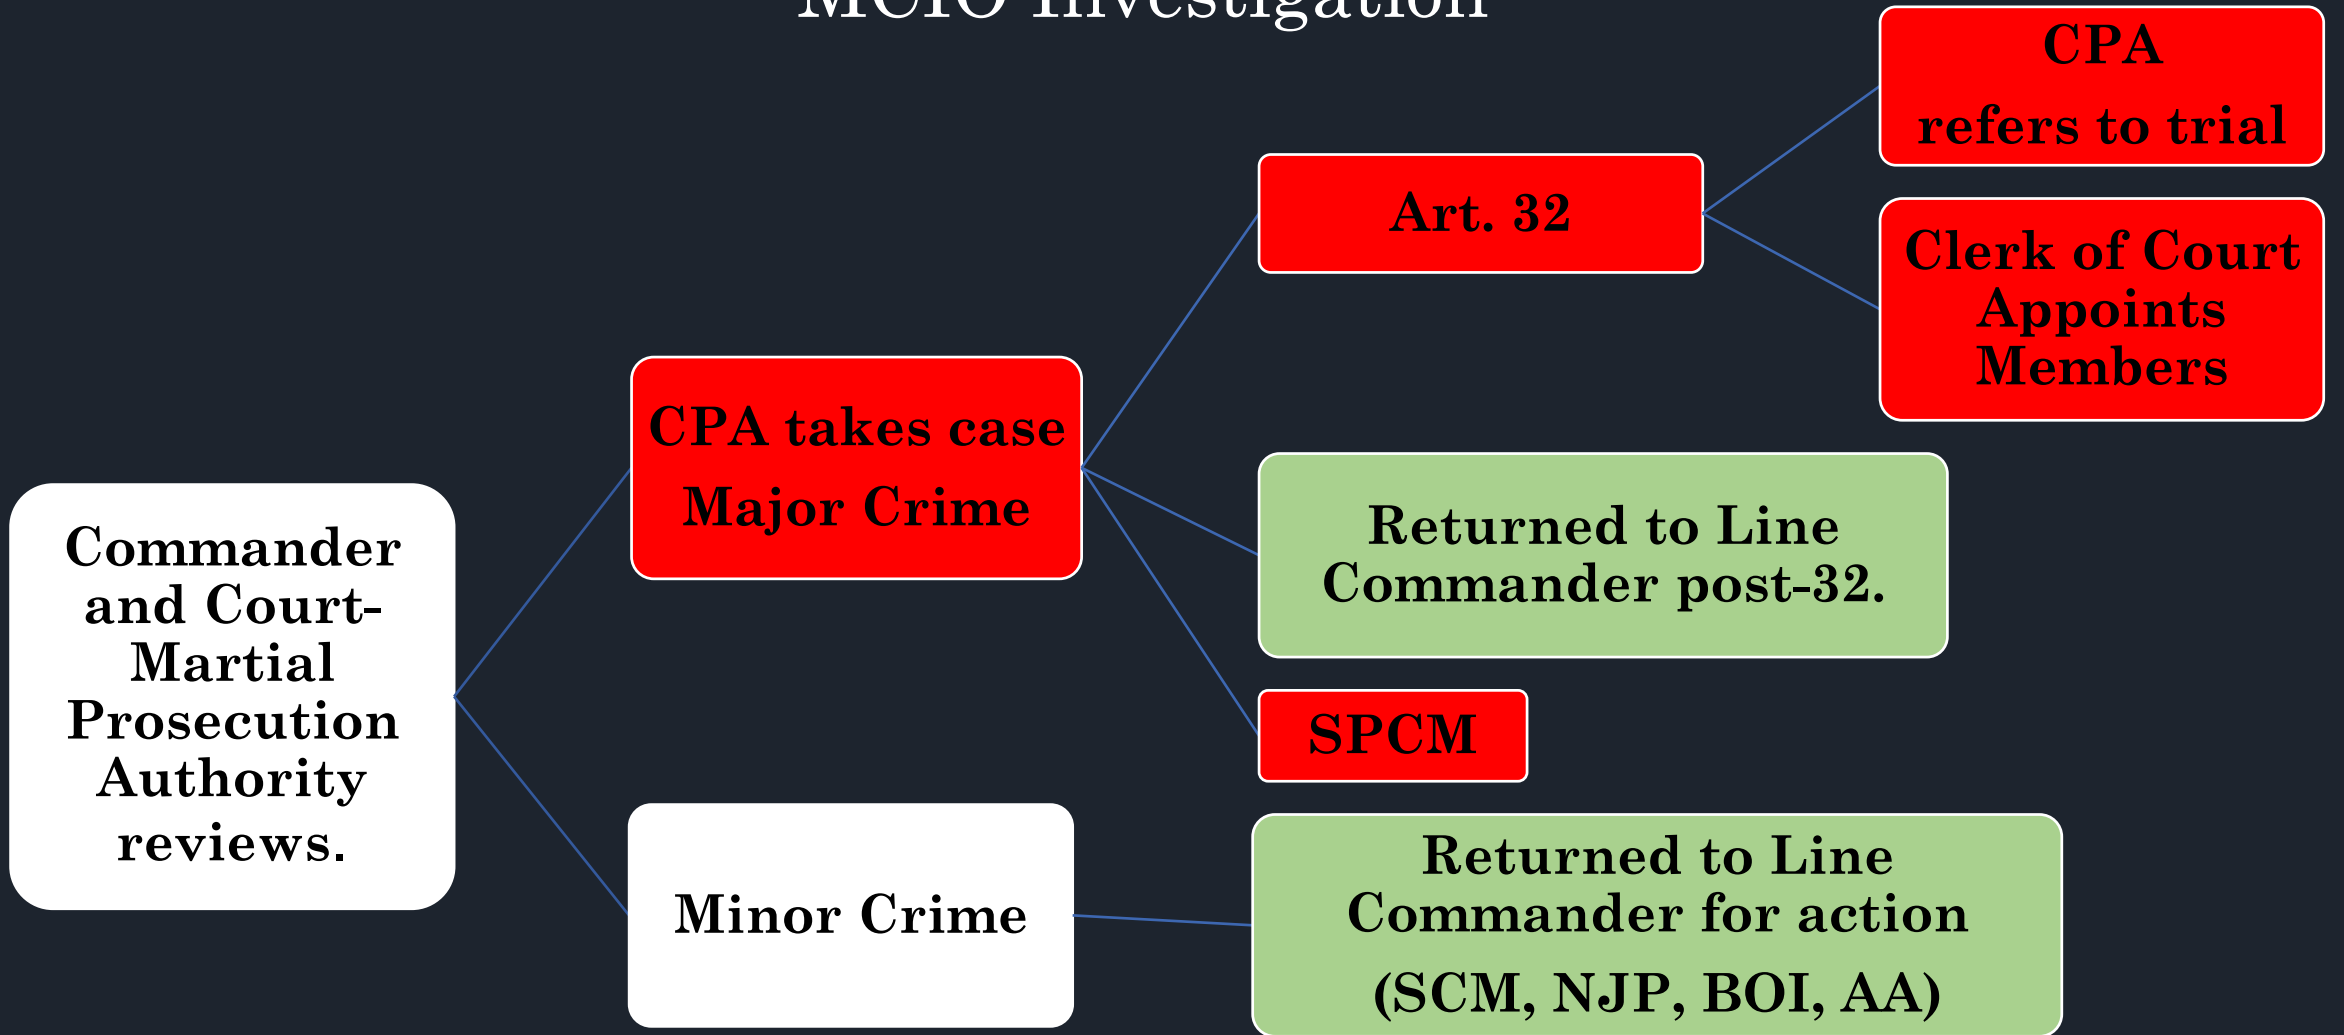 MCIO Investigation
CPA
refers to trial
Art. 32
Clerk of Court
Appoints
Members
CPA takes case
Major Crime
Returned to Line
Commander post-32.
Commander
and Court-
Martial
Prosecution
Authority
reviews.
SPCM
Minor Crime
Returned to Line
Commander for action
(SCM, NJP, BOI, AA)